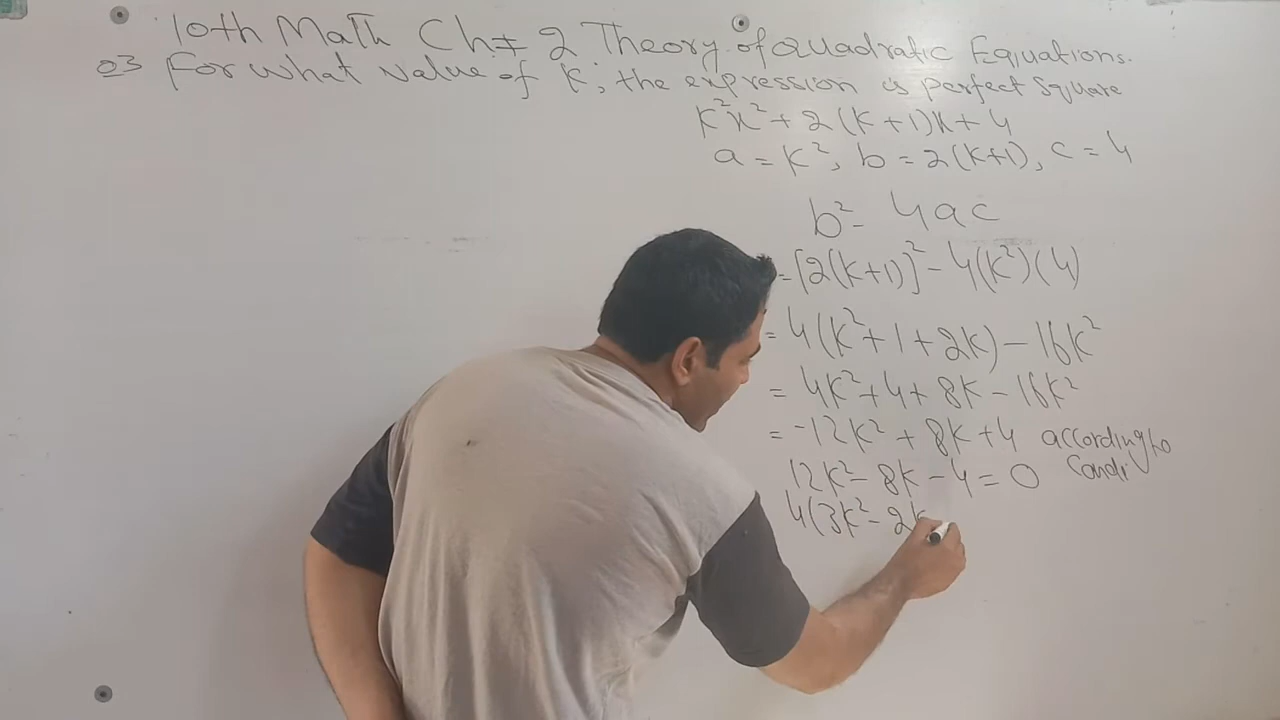 10th Math Ch# 2 Theory of Quadratic Equations.
Q3 For what value of K, the expression is perfect square
K²x²+2(K+1)x+4
a=K², b=2(K+1), c=4
b²-4ac
=[2(K+1)]²-4(K²)(4)
=4(K²+1+2K)-16K²
=4K²+4+8K-16K²
=-12K²+8K+4 according to
12K²-8K-4=0 Condi
4(3K²-2K